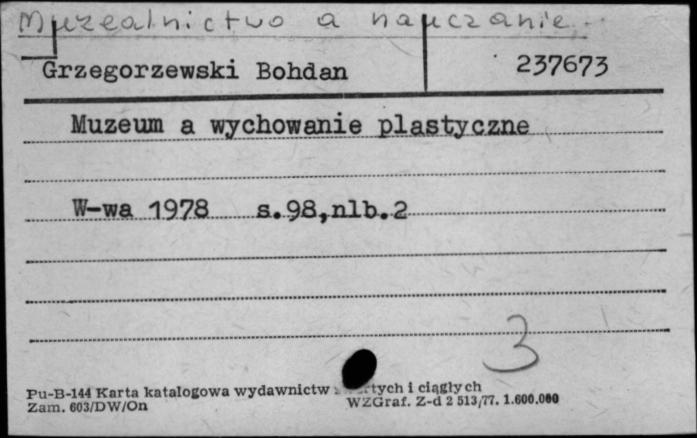 Muzealnictwo a nauczanie
Grzegorzewski Bohdan 237673
Muzeum a wychowanie plastyczne
W-wa 1978 s.98,nlb.2
3
Pu-B-144 Karta katalogowa wydawnictw i ciągłych
Zam. 603/DW/On WZGraf. Z-d 2 513/77. 1.600.000